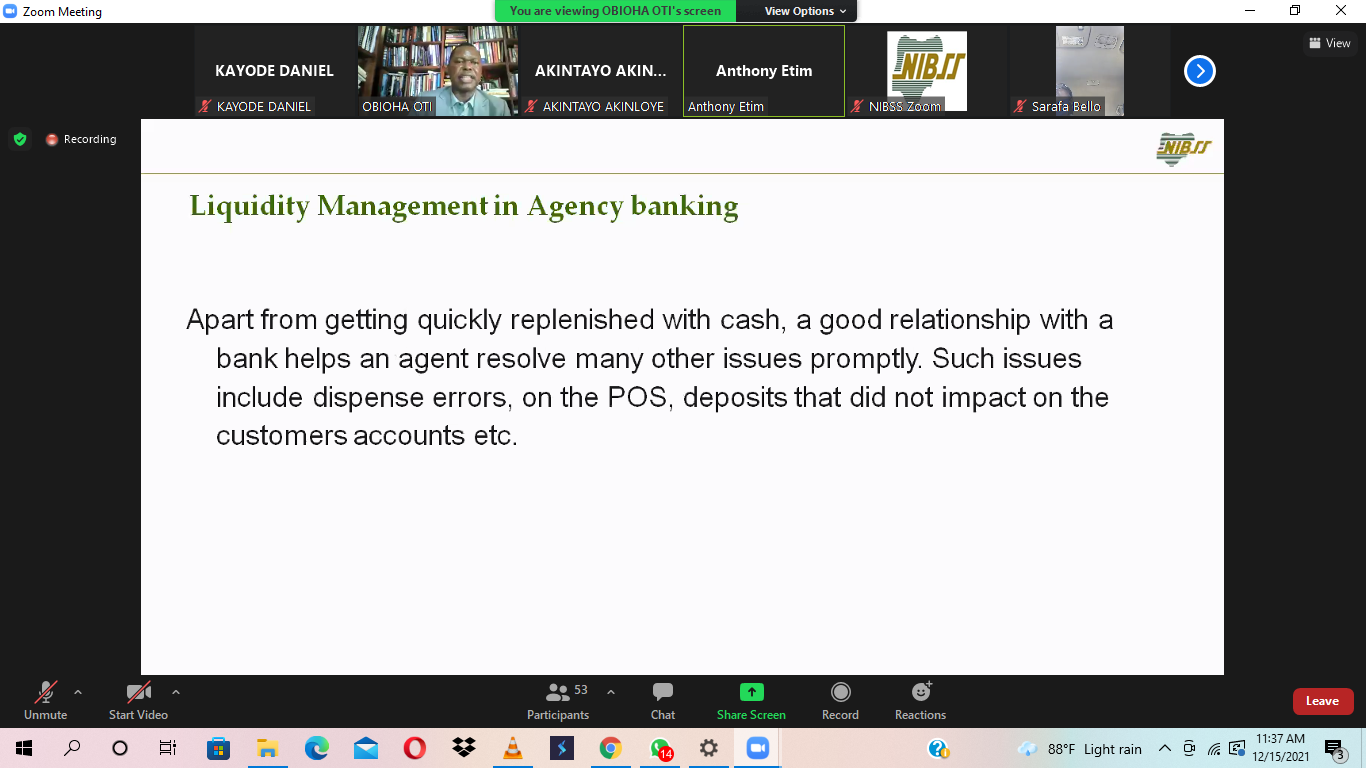 Zoom Meeting
You are viewing OBIOHA OTI's screen
View Options
KAYODE DANIEL
AKINTAYO AKIN...
Anthony Etim
NIBSS
KAYODE DANIEL
OBIOHA OTI
AKINTAYO AKINLOYE
Anthony Etim
NIBSS Zoom
Sarafa Bello
View
Recording
NIBSS
Liquidity Management in Agency banking
Apart from getting quickly replenished with cash, a good relationship with a
bank helps an agent resolve many other issues promptly. Such issues
include dispense errors, on the POS, deposits that did not impact on the
customers accounts etc.
Unmute
Start Video
Participants
53
Chat
Share Screen
Record
Reactions
Leave
14
88°F Light rain
11:37 AM
12/15/2021
3